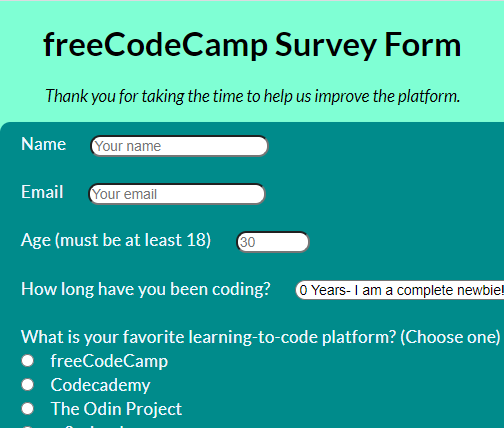 freeCodeCamp Survey Form
Thank you for taking the time to help us improve the platform.
Name Your name
Email Your email
Age (must be at least 18) 30
How long have you been coding? 0 Years- I am a complete newbie!
What is your favorite learning-to-code platform? (Choose one)
freeCodeCamp
Codecademy
The Odin Project